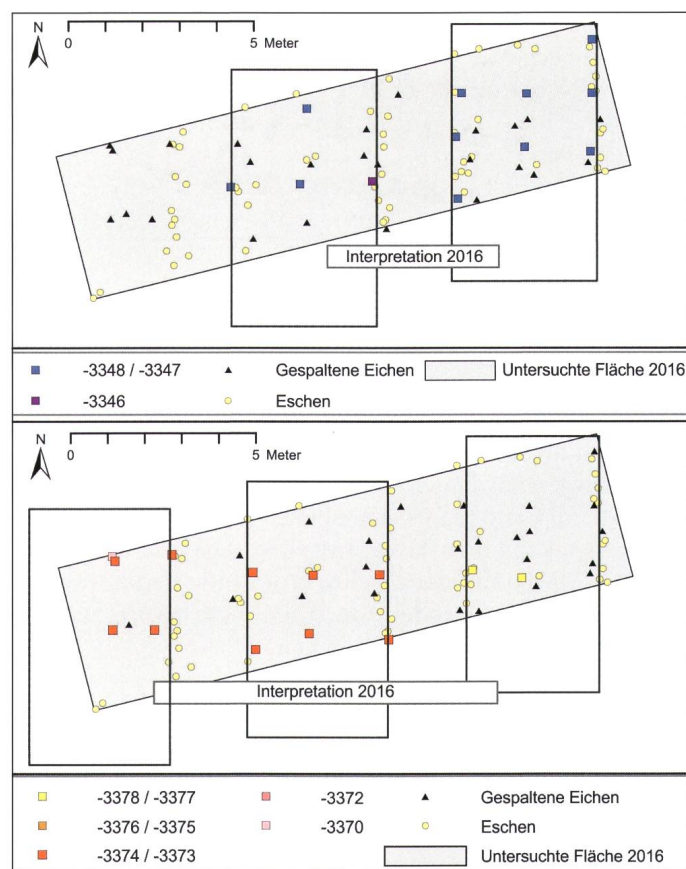 0 5 Meter
N
Interpretation 2016
-3348 / -3347 Gespaltene Eichen Untersuchte Fläche 2016
-3346 Eschen
N
0 5 Meter
Interpretation 2016
-3378 / -3377 -3372 Gespaltene Eichen
-3376 / -3375 -3370 Eschen
-3374 / -3373 Untersuchte Fläche 2016